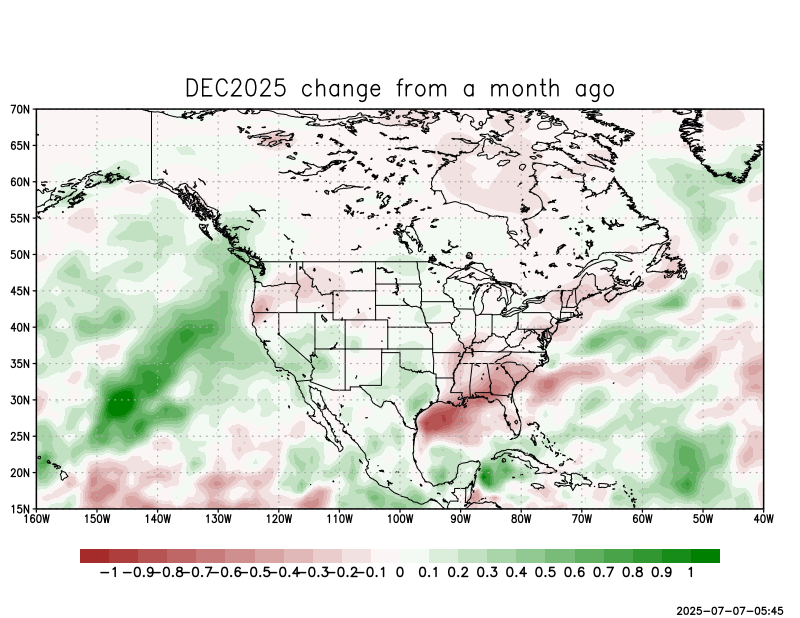 DEC2025 change from a month ago
70N
65N
60N
55N
50N
45N
40N
35N
30N
25N
20N
15N
160W 150W 140W 130W 120W 110W 100W 90W 80W 70W 60W 50W 40W
-1 -0.9 -0.8 -0.7 -0.6 -0.5 -0.4 -0.3 -0.2 -0.1 0 0.1 0.2 0.3 0.4 0.5 0.6 0.7 0.8 0.9 1
2025-07-07-05:45